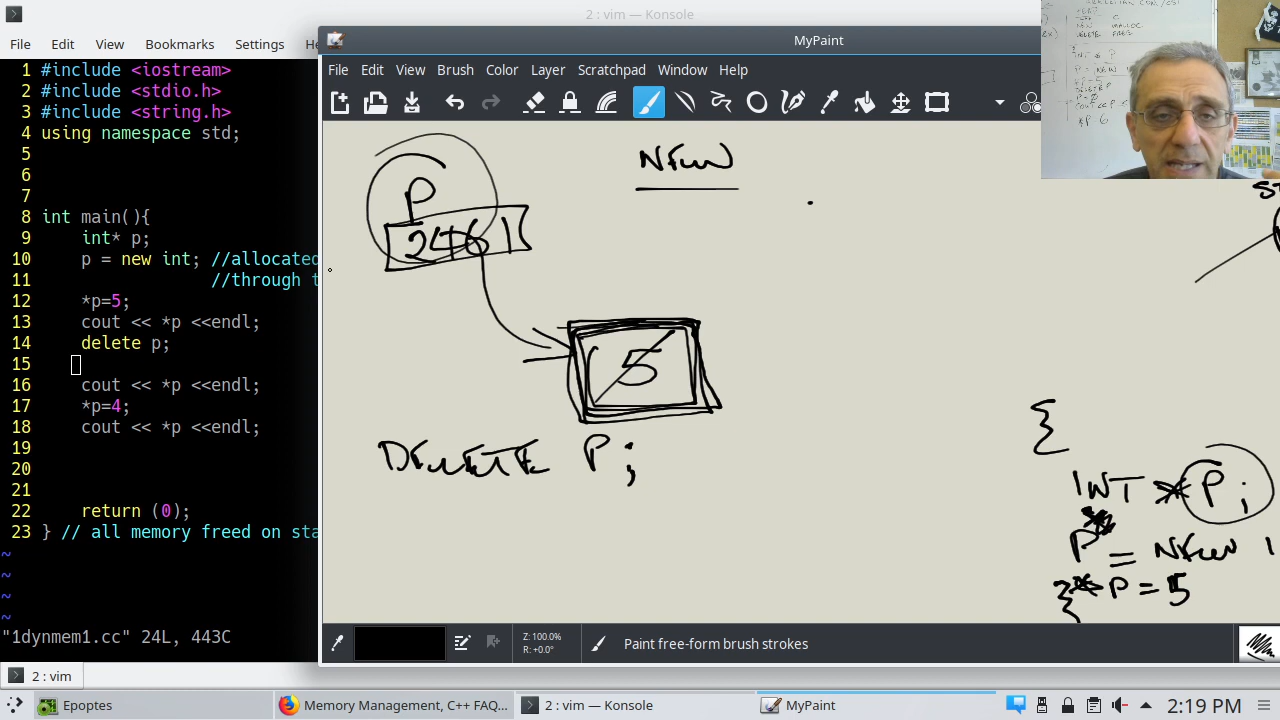 2 : vim — Konsole
File Edit View Bookmarks Settings
1 #include <iostream>
2 #include <stdio.h>
3 #include <string.h>
4 using namespace std;
5
6
7
8 int main(){
9 int* p;
10 p = new int; //allocated
11 //through
12 *p=5;
13 cout << *p <<endl;
14 delete p;
15
16 cout << *p <<endl;
17 *p=4;
18 cout << *p <<endl;
19
20
21
22 return (0);
23 } // all memory freed on
~
~
~
~
"1dynmem1.cc" 24L, 443C
2 : vim
MyPaint
File Edit View Brush Color Layer Scratchpad Window Help
NEW
P
2461
5
DELETE P;
{
INT *P;
P = NEW
*P = 5
}
Z: 100.0%
R: +0.0°
Paint free-form brush strokes
Epoptes
Memory Management, C++ FAQ...
2 : vim — Konsole
MyPaint
2:19 PM